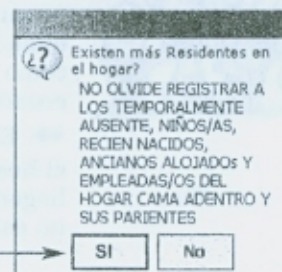 ¿?
Existen más Residentes en
el hogar?
NO OLVIDE REGISTRAR A
LOS TEMPORALMENTE
AUSENTE, NIÑOS/AS,
RECIEN NACIDOS,
ANCIANOS ALOJADOs Y
EMPLEADAS/OS DEL
HOGAR CAMA ADENTRO Y
SUS PARIENTES
SI No